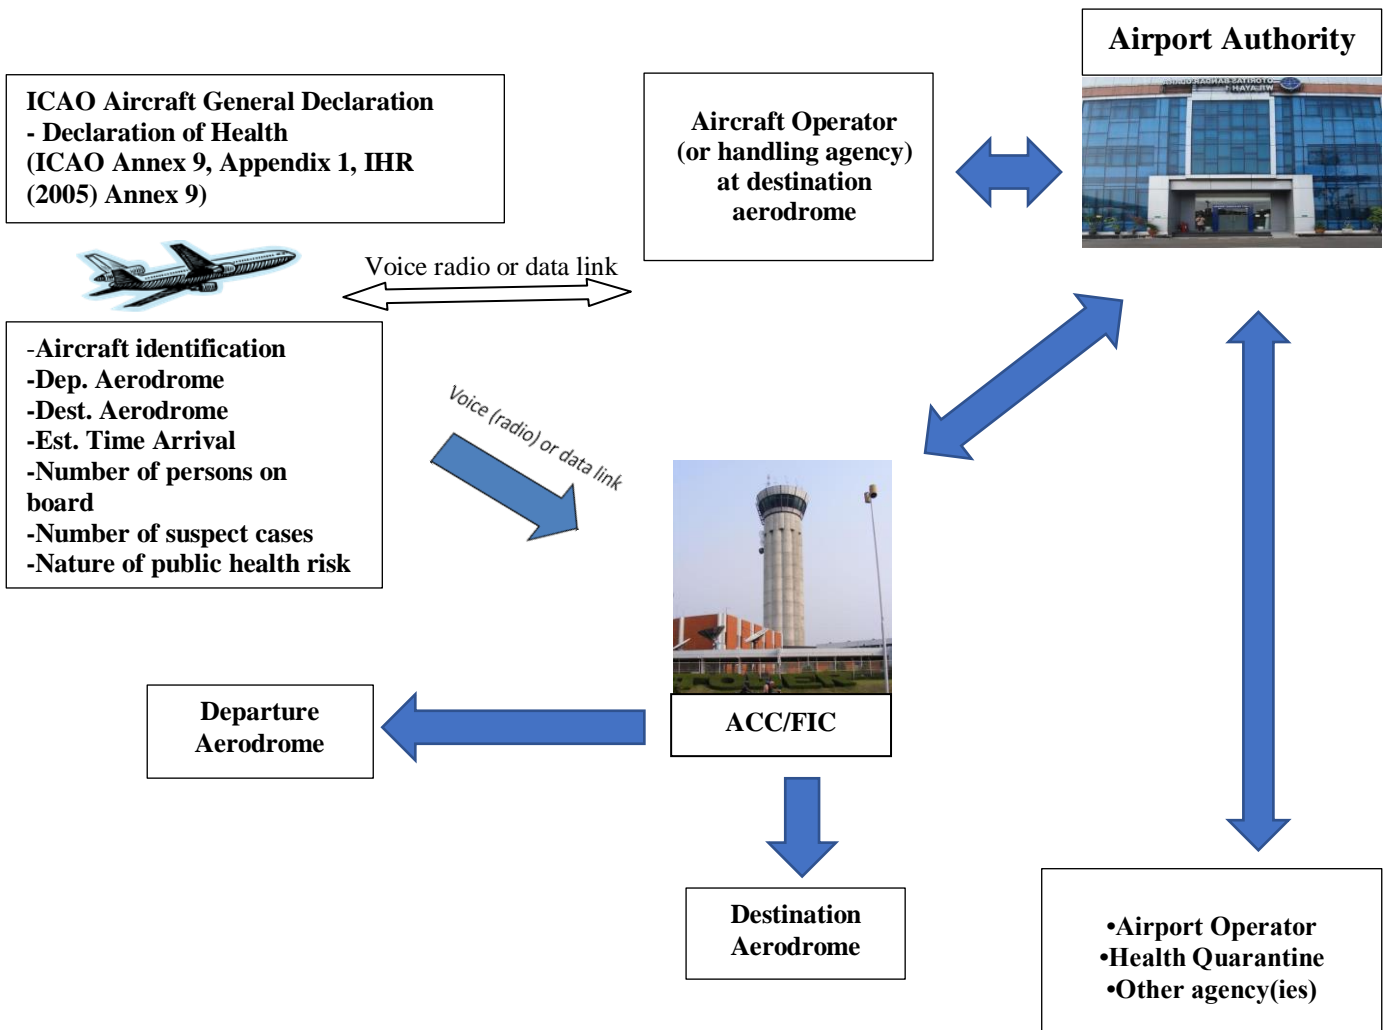 Airport Authority
ICAO Aircraft General Declaration
- Declaration of Health
(ICAO Annex 9, Appendix 1, IHR
(2005) Annex 9)
Aircraft Operator
(or handling agency)
at destination
aerodrome
Voice radio or data link
-Aircraft identification
-Dep. Aerodrome
-Dest. Aerodrome
-Est. Time Arrival
-Number of persons on
board
-Number of suspect cases
-Nature of public health risk
Voice (radio) or data link
ACC/FIC
Departure
Aerodrome
Destination
Aerodrome
•Airport Operator
•Health Quarantine
•Other agency(ies)